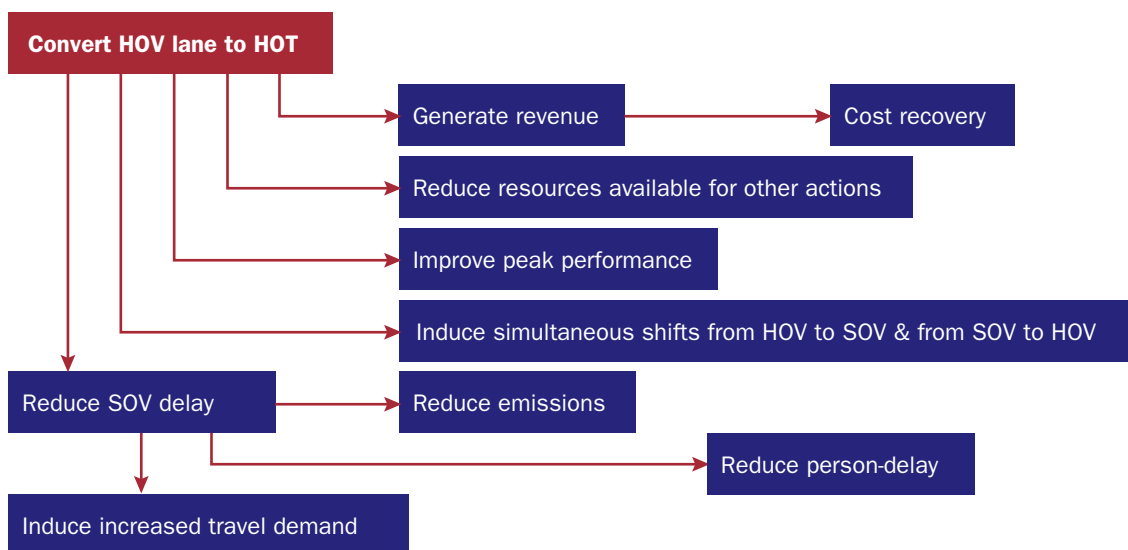 Convert HOV lane to HOT
Generate revenue
Cost recovery
Reduce resources available for other actions
Improve peak performance
Induce simultaneous shifts from HOV to SOV & from SOV to HOV
Reduce SOV delay
Reduce emissions
Reduce person-delay
Induce increased travel demand